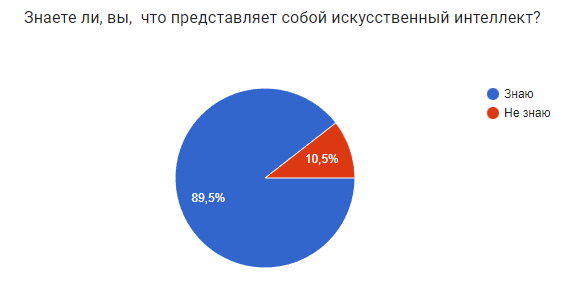 Знаете ли, вы, что представляет собой искусственный интеллект?
Знаю
Не знаю
10,5%
89,5%